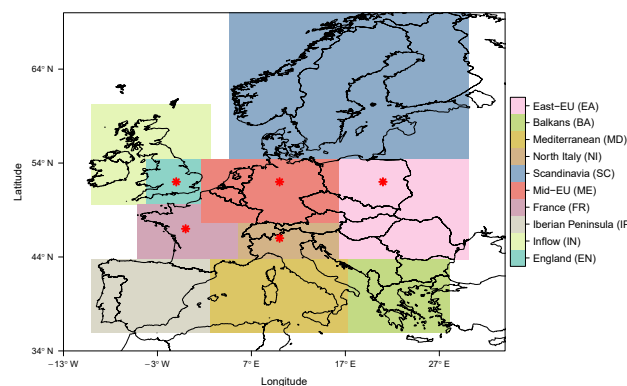 64° N
54° N
44° N
34° N
Latitude
−13° W
−3° W
7° E
17° E
27° E
Longitude
East−EU (EA)
Balkans (BA)
Mediterranean (MD)
North Italy (NI)
Scandinavia (SC)
Mid−EU (ME)
France (FR)
Iberian Peninsula (IP
Inflow (IN)
England (EN)